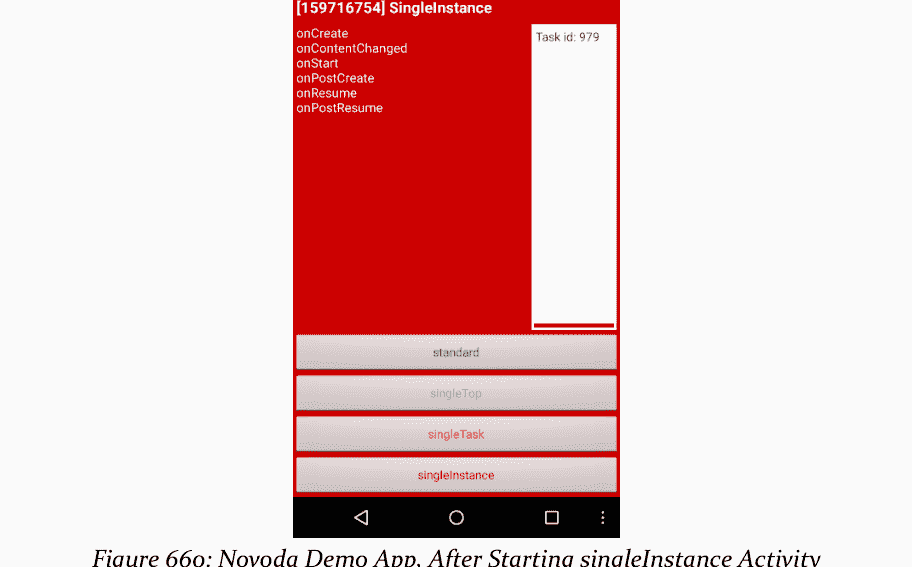 [159716754] SingleInstance
onCreate
onContentChanged
onStart
onPostCreate
onResume
onPostResume
Task id: 979
standard
singleTop
singleTask
singleInstance
Figure 660: Novoda Demo App, After Starting singleInstance Activity